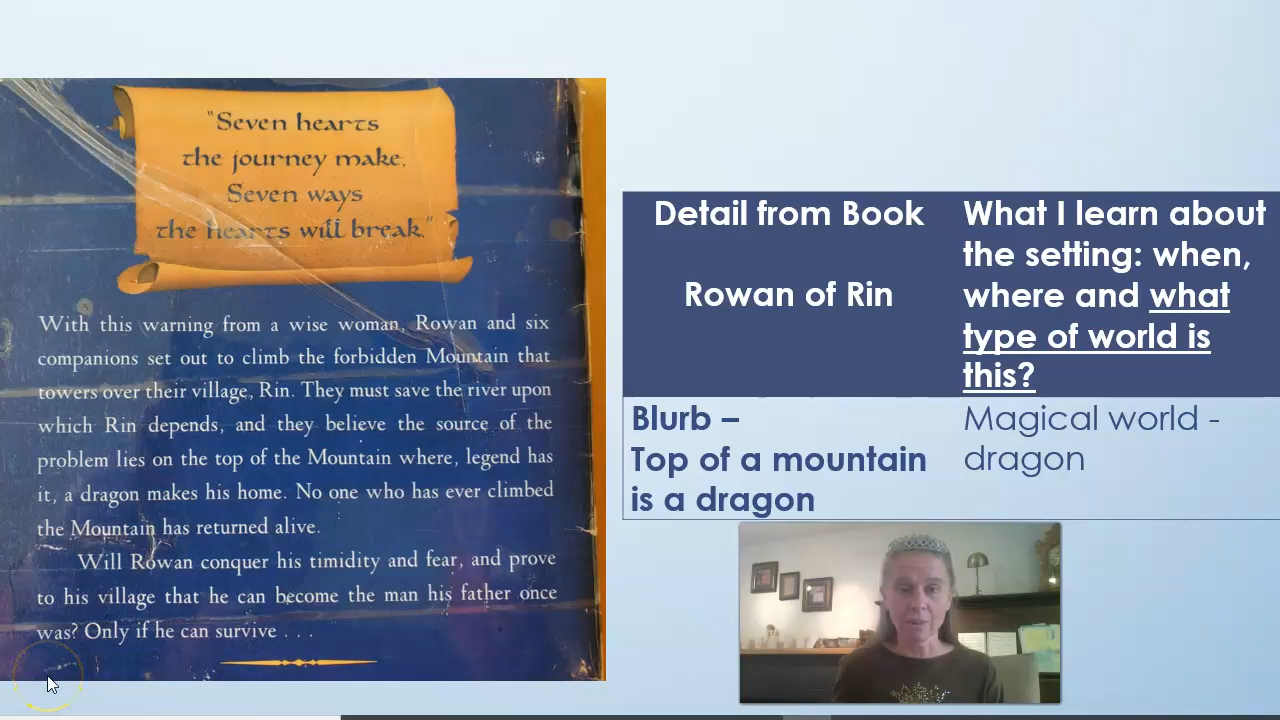 "Seven hearts
the journey make.
Seven ways
the hearts will break."
With this warning from a wise woman, Rowan and six
companions set out to climb the forbidden Mountain that
towers over their village, Rin. They must save the river upon
which Rin depends, and they believe the source of the
problem lies on the top of the Mountain where, legend has
it, a dragon makes his home. No one who has ever climbed
the Mountain has returned alive.
Will Rowan conquer his timidity and fear, and prove
to his village that he can become the man his father once
was? Only if he can survive . . .
Detail from Book
Rowan of Rin
What I learn about
the setting: when,
where and what
type of world is
this?
Blurb –
Top of a mountain
is a dragon
Magical world -
dragon